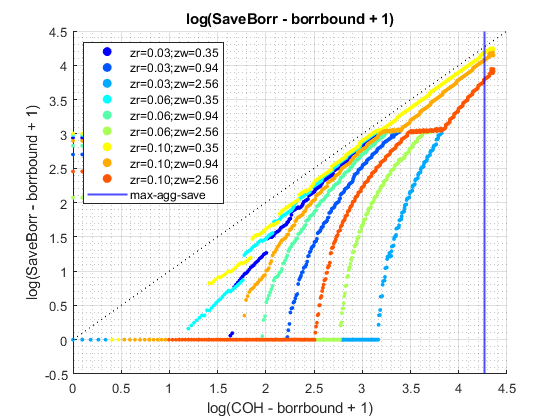 log(SaveBorr - borrbound + 1)
4.5
4
3.5
3
2.5
2
1.5
1
0.5
0
-0.5
log(SaveBorr - borrbound + 1)
zr=0.03;zw=0.35
zr=0.03;zw=0.94
zr=0.03;zw=2.56
zr=0.06;zw=0.35
zr=0.06;zw=0.94
zr=0.06;zw=2.56
zr=0.10;zw=0.35
zr=0.10;zw=0.94
zr=0.10;zw=2.56
max-agg-save
0 0.5 1 1.5 2 2.5 3 3.5 4 4.5
log(COH - borrbound + 1)